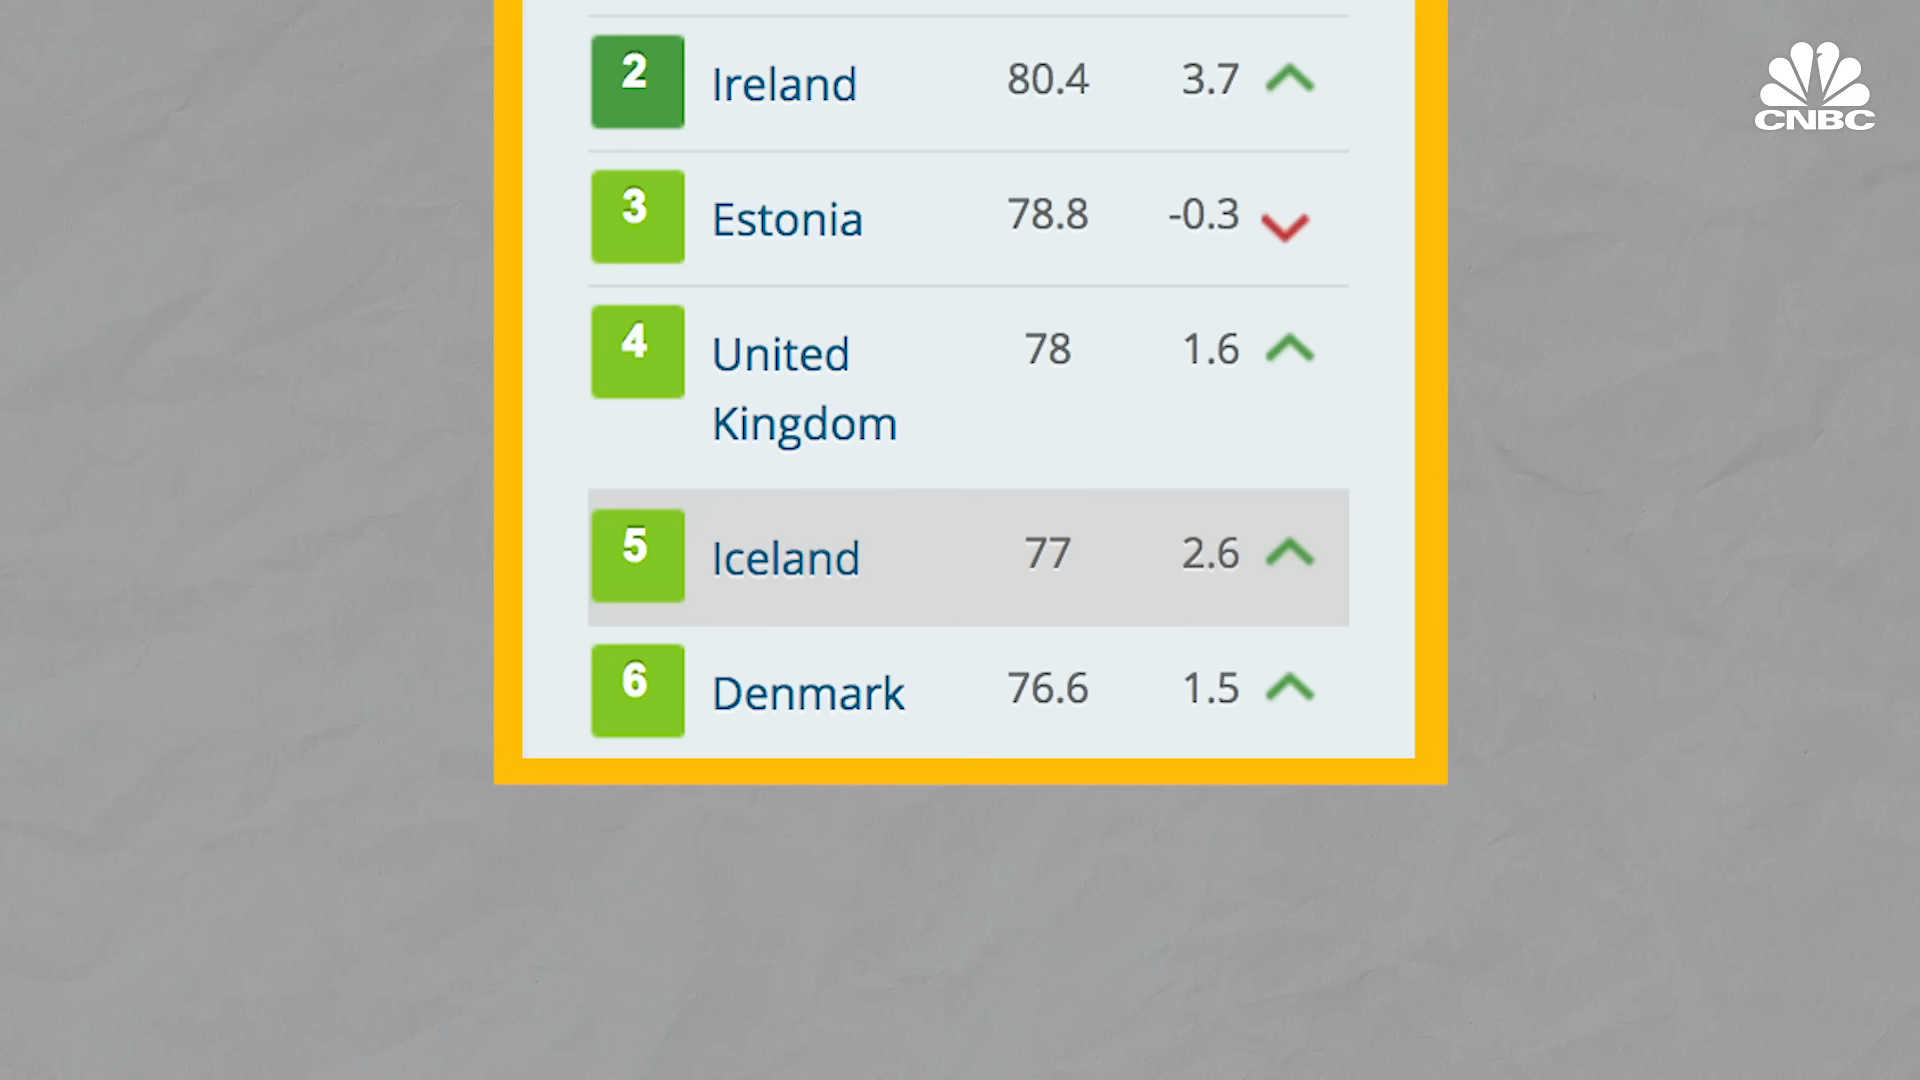 2 Ireland 80.4 3.7
CNBC
3 Estonia 78.8 -0.3
4 United 78 1.6
Kingdom
5 Iceland 77 2.6
6 Denmark 76.6 1.5